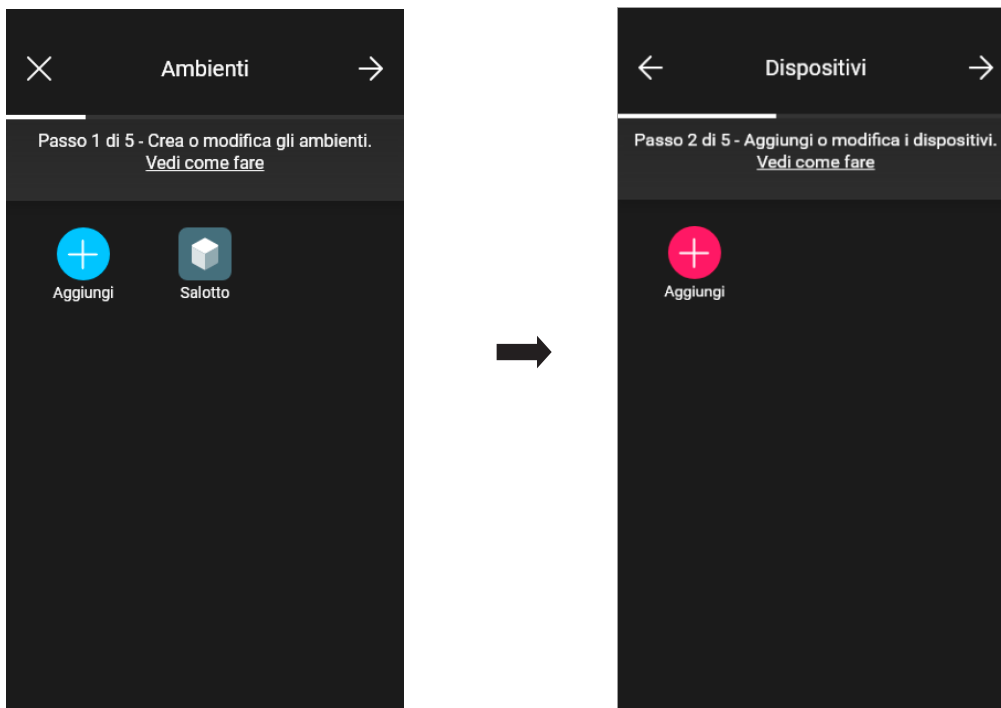 Ambienti
Passo 1 di 5 - Crea o modifica gli ambienti.
Vedi come fare
Aggiungi
Salotto
Dispositivi
Passo 2 di 5 - Aggiungi o modifica i dispositivi.
Vedi come fare
Aggiungi